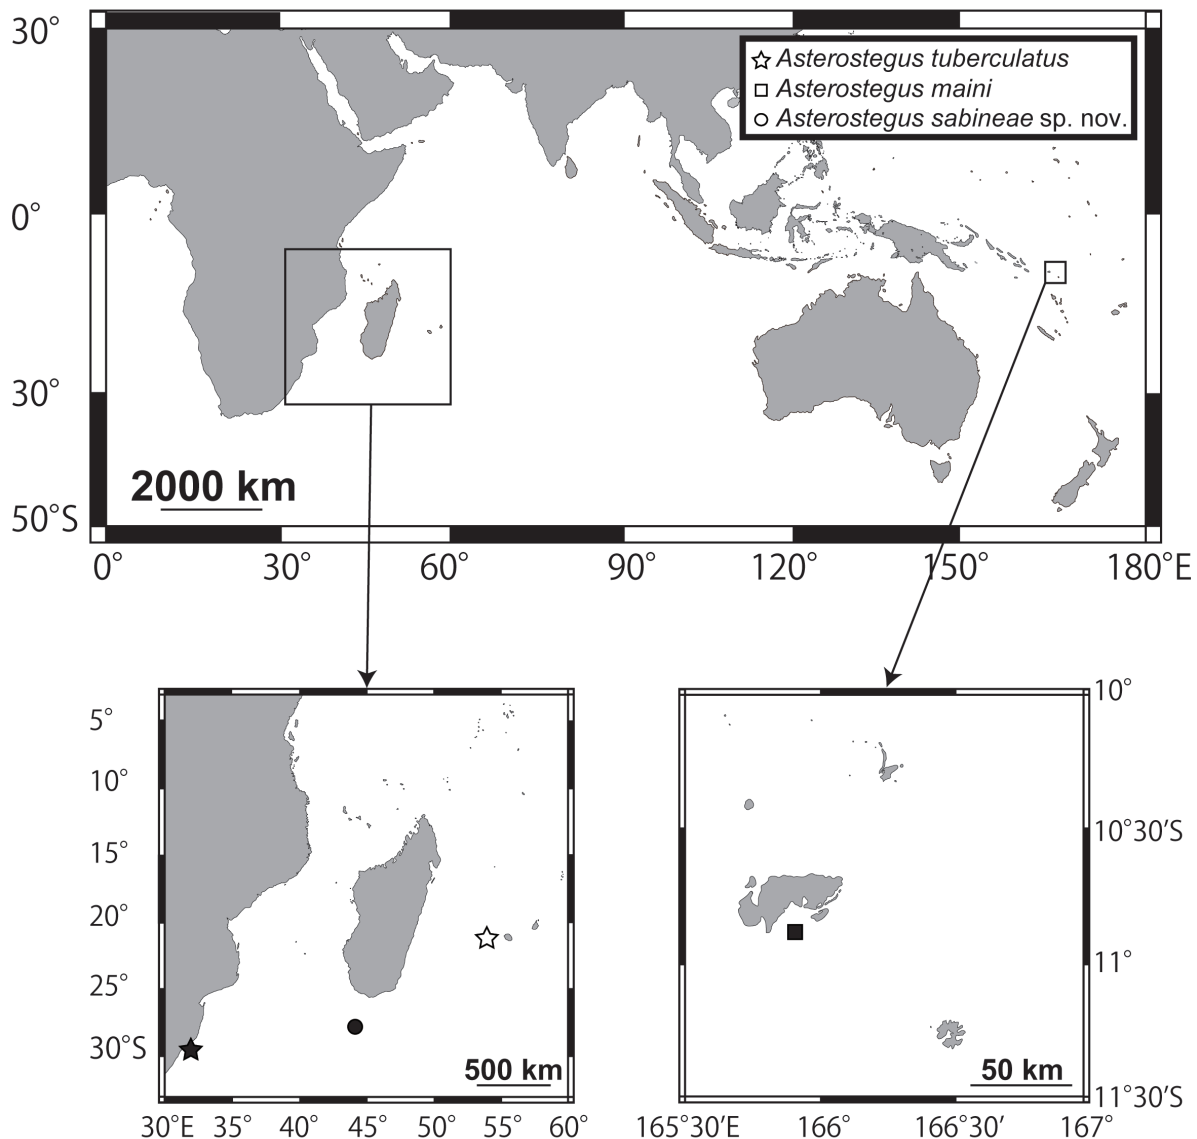 30°
0°
30°
50°S
Asterostegus tuberculatus
Asterostegus maini
Asterostegus sabineae sp. nov.
2000 km
0° 30° 60° 90° 120° 150° 180°E
5°
10°
15°
20°
25°
30°S
500 km
30°E 35° 40° 45° 50° 55° 60°
10°
10°30′S
11°
11°30′S
50 km
165°30′E 166° 166°30′ 167°